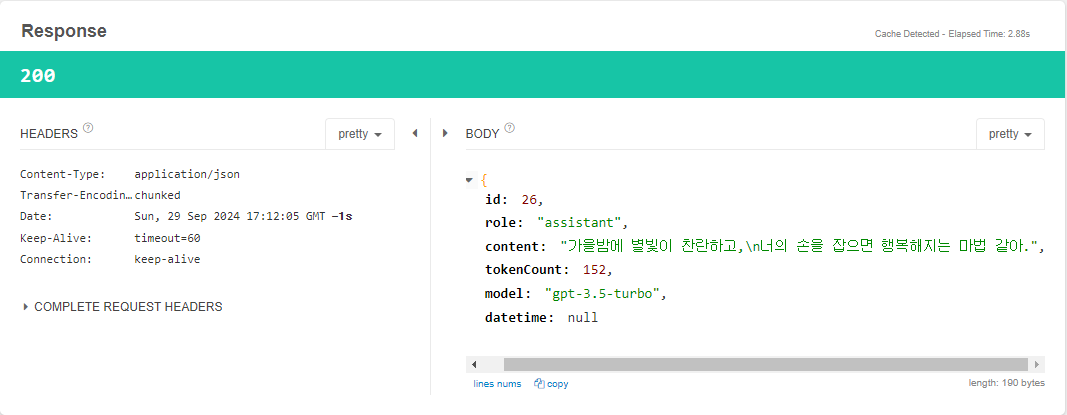 Response
Cache Detected - Elapsed Time: 2.88s
200
HEADERS ?
pretty
BODY ?
pretty
Content-Type: application/json
Transfer-Encodin… chunked
Date: Sun, 29 Sep 2024 17:12:05 GMT -1s
Keep-Alive: timeout=60
Connection: keep-alive
COMPLETE REQUEST HEADERS
{
id: 26,
role: "assistant",
content: "가을밤에 별빛이 찬란하고,\n너의 손을 잡으면 행복해지는 마법 같아.",
tokenCount: 152,
model: "gpt-3.5-turbo",
datetime: null
lines nums copy
length: 190 bytes